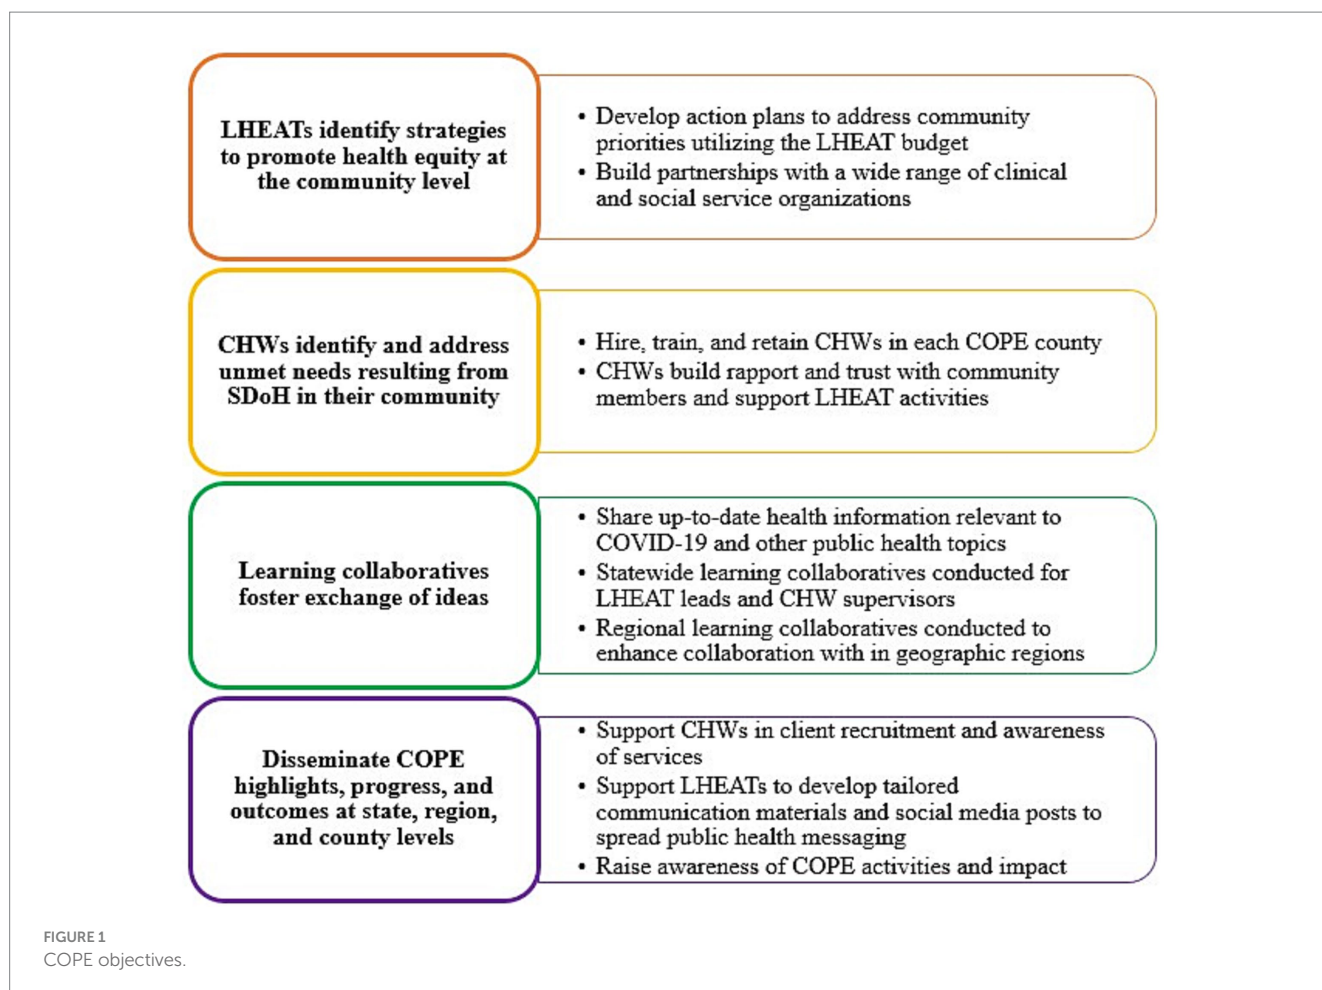 LHEATs identify strategies
to promote health equity at
the community level
• Develop action plans to address community
priorities utilizing the LHEAT budget
• Build partnerships with a wide range of clinical
and social service organizations
CHWs identify and address
unmet needs resulting from
SDoH in their community
• Hire, train, and retain CHWs in each COPE county
• CHWs build rapport and trust with community
members and support LHEAT activities
Learning collaboratives
foster exchange of ideas
• Share up-to-date health information relevant to
COVID-19 and other public health topics
• Statewide learning collaboratives conducted for
LHEAT leads and CHW supervisors
• Regional learning collaboratives conducted to
enhance collaboration with in geographic regions
Disseminate COPE
highlights, progress, and
outcomes at state, region,
and county levels
• Support CHWs in client recruitment and awareness
of services
• Support LHEATs to develop tailored
communication materials and social media posts to
spread public health messaging
• Raise awareness of COPE activities and impact
FIGURE 1
COPE objectives.